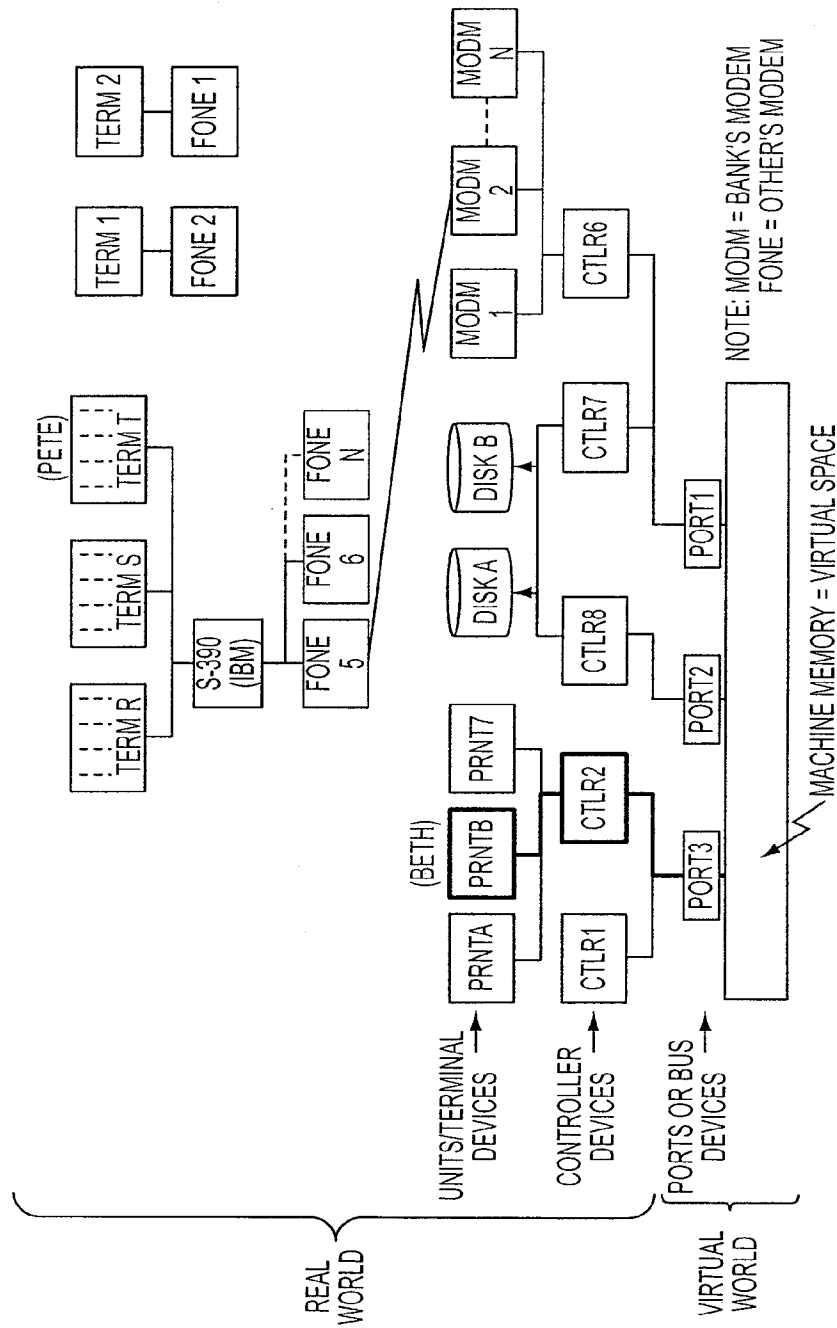 TERM 1
FONE 2
TERM 2
FONE 1
(PETE)
TERM R
TERM S
TERM T
S-390
(IBM)
FONE
5
FONE
6
FONE
N
(BETH)
UNITS/TERMINAL
DEVICES
PRNTA
PRNTB
PRNT7
DISK A
DISK B
MODM
1
MODM
2
MODM
N
REAL
WORLD
CONTROLLER
DEVICES
CTLR1
CTLR2
CTLR8
CTLR7
CTLR6
PORTS OR BUS
DEVICES
PORT3
PORT2
PORT1
VIRTUAL
WORLD
MACHINE MEMORY = VIRTUAL SPACE
NOTE: MODM = BANK'S MODEM
FONE = OTHER'S MODEM